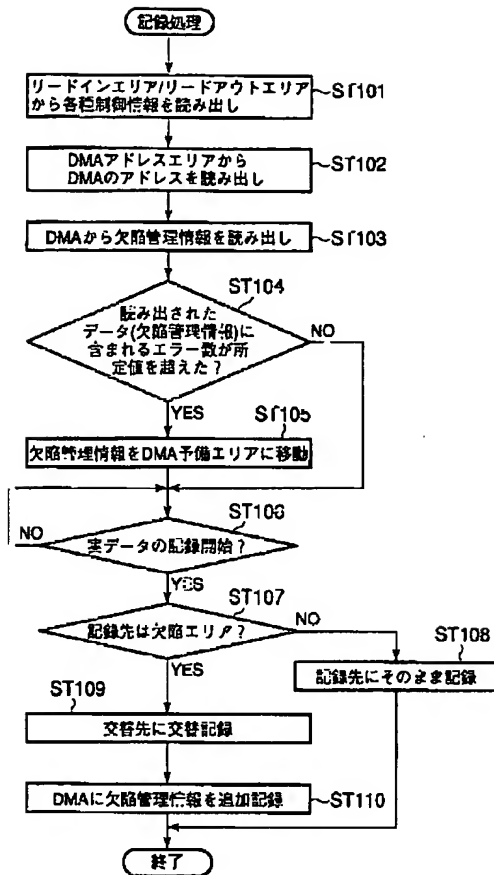 記録処理
リードインエリア/リードアウトエリア
から各種制御情報を読み出し
ST101
DMAアドレスエリアから
DMAのアドレスを読み出し
ST102
DMAから欠陥管理情報を読み出し
ST103
ST104
読み出された
データ(欠陥管理情報)に
含まれるエラー数が所
定値を超えた?
NO
YES
ST105
欠陥管理情報をDMA予備エリアに移動
ST106
NO
実データの記録開始?
YES
ST107
NO
記録先は欠陥エリア?
ST108
YES
記録先にそのまま記録
ST109
交替先に交替記録
DMAに欠陥管理情報を追加記録
ST110
終了